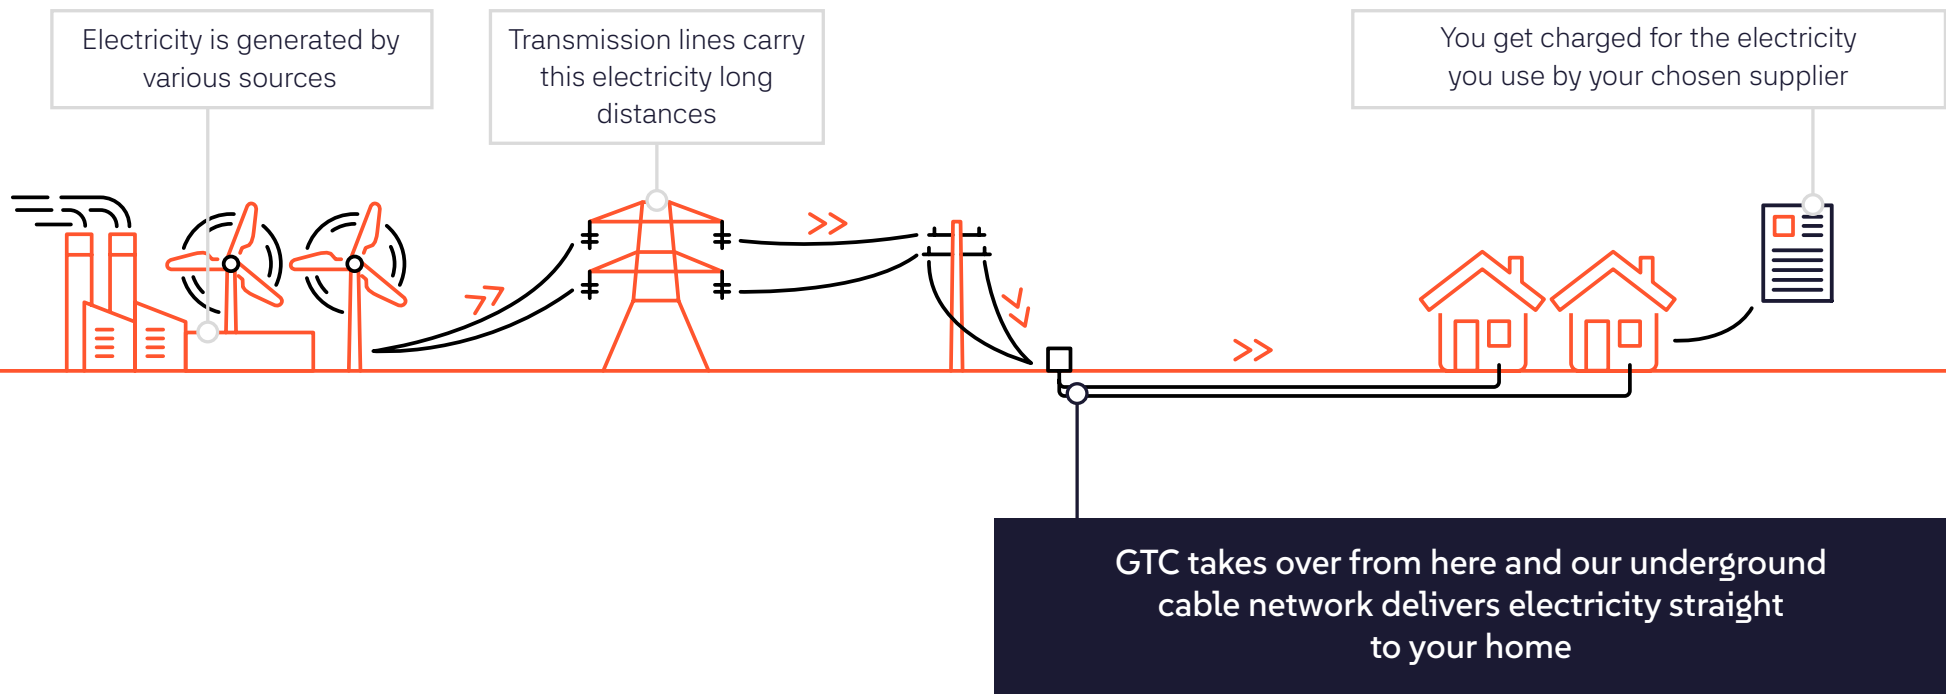 Electricity is generated by
various sources
Transmission lines carry
this electricity long
distances
You get charged for the electricity
you use by your chosen supplier
GTC takes over from here and our underground
cable network delivers electricity straight
to your home